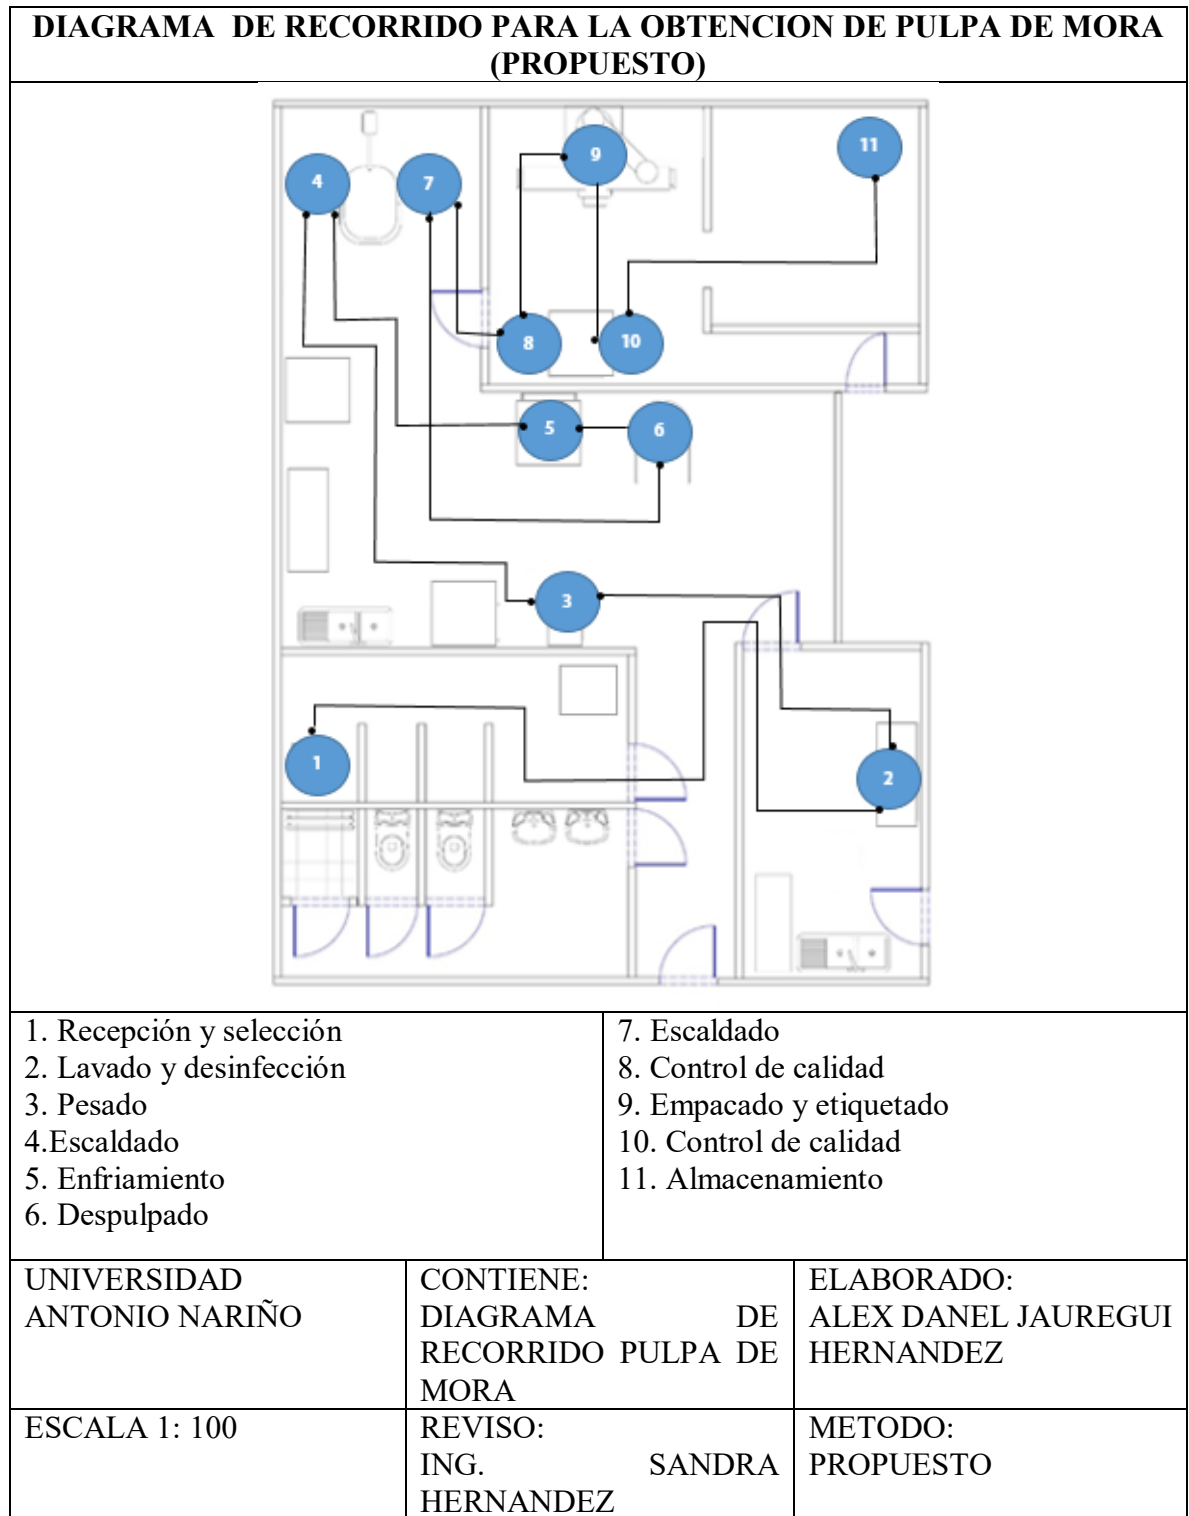 DIAGRAMA DE RECORRIDO PARA LA OBTENCION DE PULPA DE MORA
(PROPUESTO)
4
7
9
11
8
10
5
6
3
1
2
1. Recepción y selección
2. Lavado y desinfección
3. Pesado
4.Escaldado
5. Enfriamiento
6. Despulpado
7. Escaldado
8. Control de calidad
9. Empacado y etiquetado
10. Control de calidad
11. Almacenamiento
UNIVERSIDAD
ANTONIO NARIÑO
CONTIENE:
DIAGRAMA DE
RECORRIDO PULPA DE
MORA
ELABORADO:
ALEX DANEL JAUREGUI
HERNANDEZ
ESCALA 1: 100
REVISO:
ING. SANDRA
HERNANDEZ
METODO:
PROPUESTO